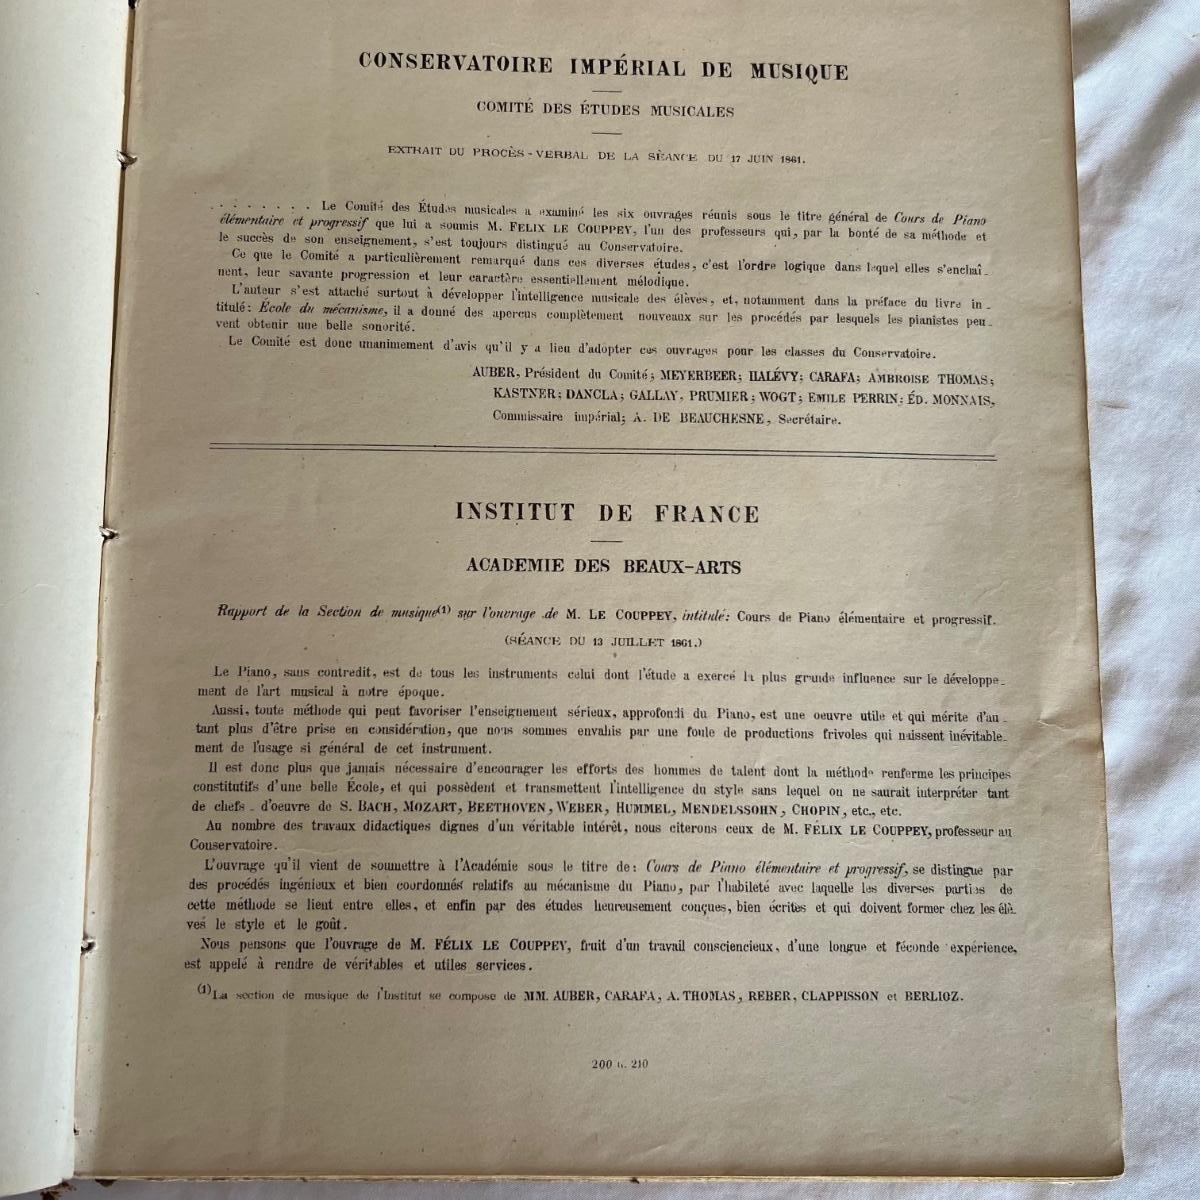 CONSERVATOIRE IMPÉRIAL DE MUSIQUE
COMITÉ DES ÉTUDES MUSICALES
EXTRAIT DU PROCÈS-VERBAL DE LA SÈANCE DU 17 JUIN 1861.
. . . . . . . . Le Comité des Études musicales a examiné les six ouvrages réunis sous le titre général de Cours de Piano
élémentaire et progressif que lui a soumis M. FELIX LE COUPPEY, l'un des professeurs qui, par la bonté de sa méthode et
le succès de son enseignement, s'est toujours distingué au Conservatoire.
Ce que le Comité a particulièrement remarqué dans ces diverses études, c'est l'ordre logique dans lequel elles s'enchaî-
nent, leur savante progression et leur caractère essentiellement mélodique.
L'auteur s'est attaché surtout à développer l'intelligence musicale des élèves, et, notamment dans la préface du livre in-
titulé: École du mécanisme, il a donné des apercus complètement nouveaux sur les procédés par lesquels les pianistes peu-
vent obtenir une belle sonorité.
Le Comité est donc unanimement d'avis qu'il y a lieu d'adopter ces ouvrages pour les classes du Conservatoire.
AUBER, Président du Comité; MEYERBEER; HALÉVY; CARAFA; AMBROISE THOMAS;
KASTNER; DANCLA; GALLAY, PRUMIER; WOGT; EMILE PERRIN; ÉD. MONNAIS,
Commissaire impérial; A. DE BEAUCHESNE, Secrétaire.
INSTITUT DE FRANCE
ACADEMIE DES BEAUX-ARTS
Rapport de la Section de musique(1) sur l'ouvrage de M. LE COUPPEY, intitulé: Cours de Piano élémentaire et progressif.
(SÉANCE DU 13 JUILLET 1861.)
Le Piano, sans contredit, est de tous les instruments celui dont l'étude a exercé la plus grande influence sur le développe-
ment de l'art musical à notre époque.
Aussi, toute méthode qui peut favoriser l'enseignement sérieux, approfondi du Piano, est une oeuvre utile et qui mérite d'au-
tant plus d'être prise en considération, que nous sommes envahis par une foule de productions frivoles qui naissent inévitable-
ment de l'usage si général de cet instrument.
Il est donc plus que jamais nécessaire d'encourager les efforts des hommes de talent dont la méthode renferme les principes
constitutifs d'une belle École, et qui possèdent et transmettent l'intelligence du style sans lequel on ne saurait interpréter tant
de chefs-d'oeuvre de S. BACH, MOZART, BEETHOVEN, WEBER, HUMMEL, MENDELSSOHN, CHOPIN, etc., etc.
Au nombre des travaux didactiques dignes d'un véritable intérêt, nous citerons ceux de M. FÉLIX LE COUPPEY, professeur au
Conservatoire.
L'ouvrage qu'il vient de soumettre à l'Académie sous le titre de: Cours de Piano élémentaire et progressif, se distingue par
des procédés ingénieux et bien coordonnés relatifs au mécanisme du Piano, par l'habileté avec laquelle les diverses parties de
cette méthode se lient entre elles, et enfin par des études heureusement conçues, bien écrites et qui doivent former chez les élè-
ves le style et le goût.
Nous pensons que l'ouvrage de M. FÉLIX LE COUPPEY, fruit d'un travail consciencieux, d'une longue et féconde expérience,
est appelé à rendre de véritables et utiles services.
(1) La section de musique de l'Institut se compose de MM. AUBER, CARAFA, A. THOMAS, REBER, CLAPPISSON et BERLIOZ.
200 à. 210